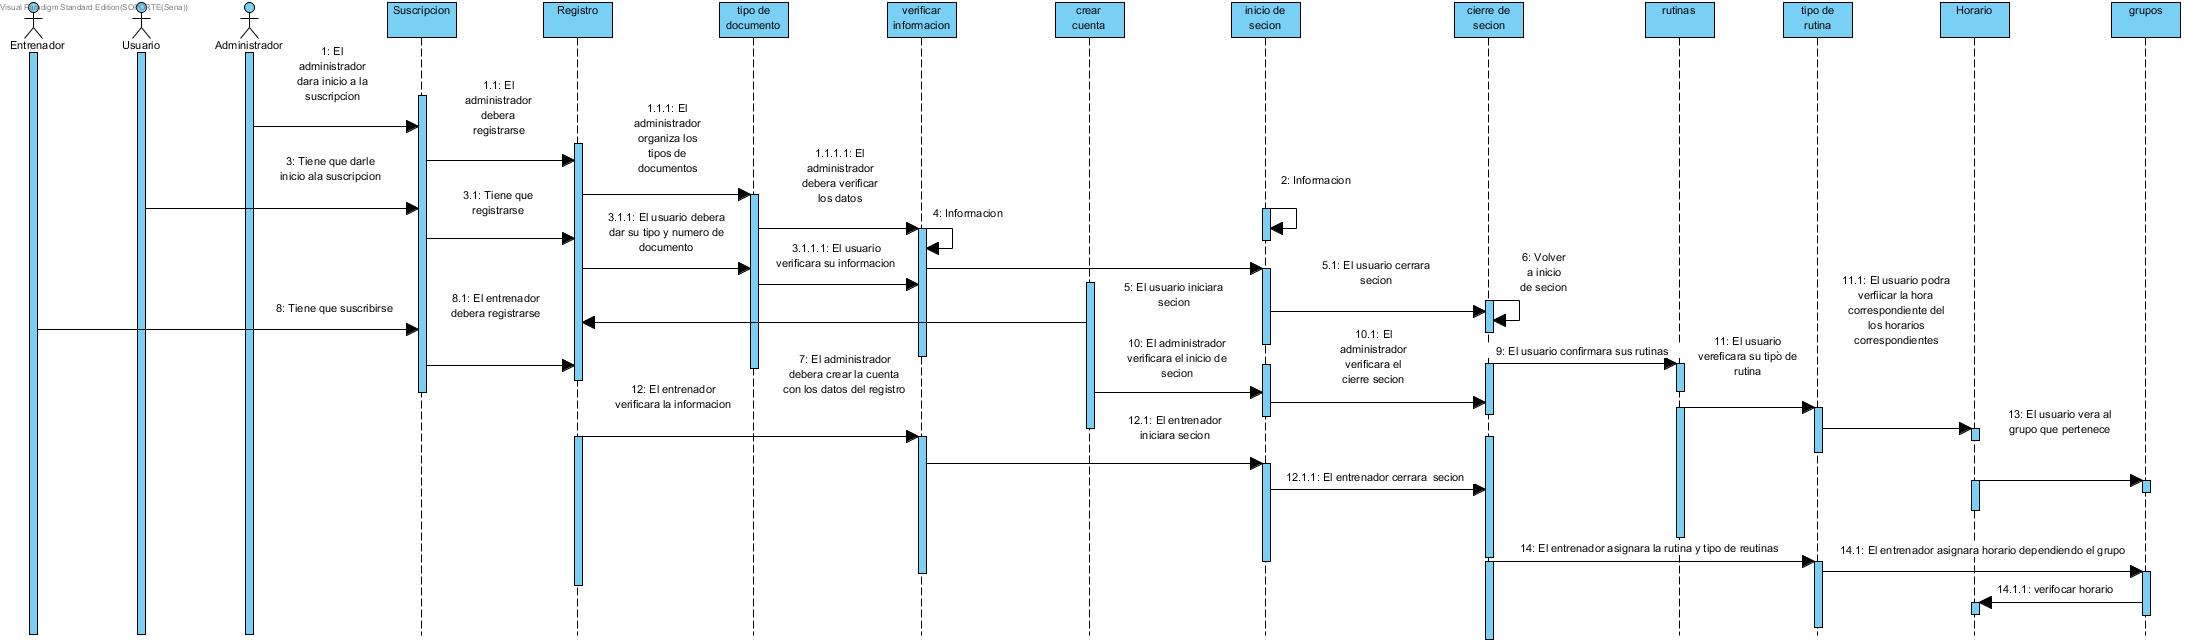 Visual Paradigm Standard Edition(SOPORTE(Sena))
Entrenador
Usuario
Administrador
Suscripcion
Registro
tipo de
documento
verificar
informacion
crear
cuenta
inicio de
secion
cierre de
secion
rutinas
tipo de
rutina
Horario
grupos
1: El
administrador
dara inicio a la
suscripcion
1.1: El
administrador
debera
registrarse
1.1.1: El
administrador
organiza los
tipos de
documentos
1.1.1.1: El
administrador
debera verificar
los datos
2: Informacion
3: Tiene que darle
inicio ala suscripcion
3.1: Tiene que
registrarse
3.1.1: El usuario debera
dar su tipo y numero de
documento
4: Informacion
3.1.1.1: El usuario
verificara su informacion
5: El usuario iniciara
secion
5.1: El usuario cerrara
secion
6: Volver
a inicio
de secion
8: Tiene que suscribirse
8.1: El entrenador
debera registrarse
7: El administrador
debera crear la cuenta
con los datos del registro
10: El administrador
verificara el inicio de
secion
10.1: El
administrador
verificara el
cierre secion
9: El usuario confirmara sus rutinas
11: El usuario
vereficara su tipo de
rutina
11.1: El usuario podra
verfiicar la hora
correspondiente del
los horarios
correspondientes
12: El entrenador
verificara la informacion
12.1: El entrenador
iniciara secion
12.1.1: El entrenador cerrara  secion
13: El usuario vera al
grupo que pertenece
14: El entrenador asignara la rutina y tipo de reutinas
14.1: El entrenador asignara horario dependiendo el grupo
14.1.1: verifocar horario